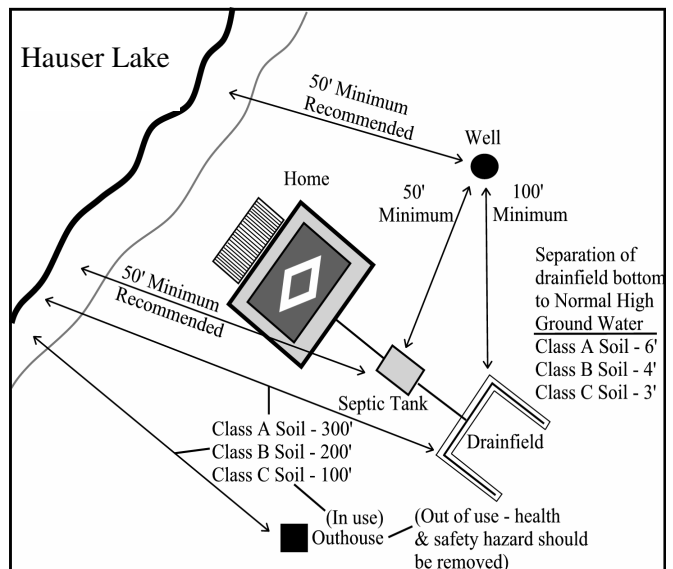 Hauser Lake
50' Minimum
Recommended
Well
Home
50'
Minimum
100'
Minimum
Separation of
drainfield bottom
to Normal High
Ground Water
Class A Soil - 6'
Class B Soil - 4'
Class C Soil - 3'
50' Minimum
Recommended
Septic Tank
Drainfield
Class A Soil - 300'
Class B Soil - 200'
Class C Soil - 100'
(In use)
Outhouse
(Out of use - health
& safety hazard should
be removed)